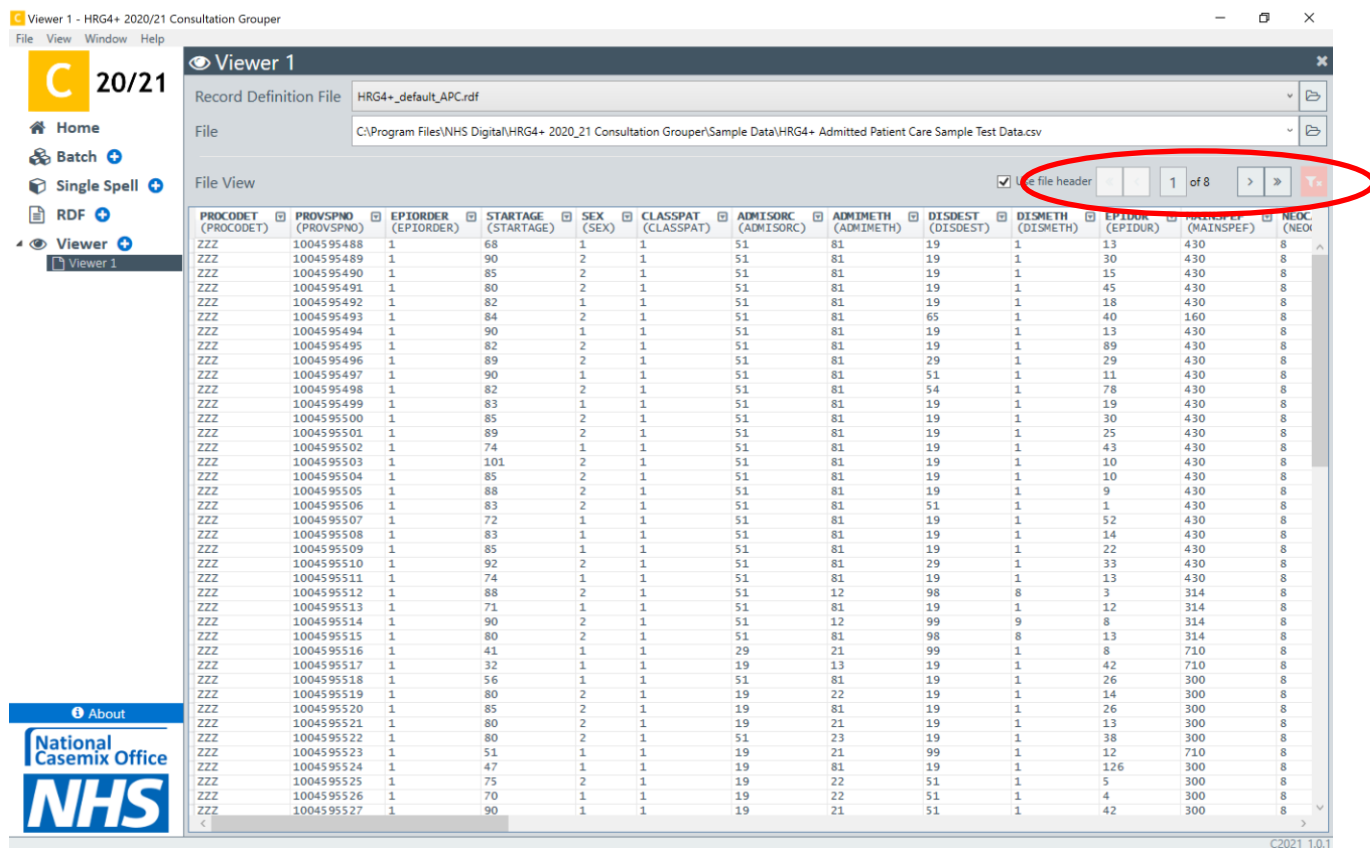 Viewer 1 - HRG4+ 2020/21 Consultation Grouper
File View Window Help
C 20/21
Home
Batch
Single Spell
RDF
Viewer
Viewer 1
About
National
Casemix Office
NHS
Viewer 1
Record Definition File HRG4+_default_APC.rdf
File C:\Program Files\NHS Digital\HRG4+ 2020_21 Consultation Grouper\Sample Data\HRG4+ Admitted Patient Care Sample Test Data.csv
File View Use file header 1 of 8
PROCODET PROVSPNO EPIORDER STARTAGE SEX CLASSPAT ADMISORC ADMIMETH DISDEST DISMETH EPIDUR MAINSPEF NEOC
(PROCODET) (PROVSPNO) (EPIORDER) (STARTAGE) (SEX) (CLASSPAT) (ADMISORC) (ADMIMETH) (DISDEST) (DISMETH) (EPIDUR) (MAINSPEF) (NEO
ZZZ 1004595488 1 68 1 1 51 81 19 1 13 430 8
ZZZ 1004595489 1 90 2 1 51 81 19 1 30 430 8
ZZZ 1004595490 1 85 2 1 51 81 19 1 15 430 8
ZZZ 1004595491 1 80 2 1 51 81 19 1 45 430 8
ZZZ 1004595492 1 82 1 1 51 81 19 1 18 430 8
ZZZ 1004595493 1 84 2 1 51 81 65 1 40 160 8
ZZZ 1004595494 1 90 1 1 51 81 19 1 13 430 8
ZZZ 1004595495 1 82 2 1 51 81 19 1 89 430 8
ZZZ 1004595496 1 89 2 1 51 81 29 1 29 430 8
ZZZ 1004595497 1 90 1 1 51 81 51 1 11 430 8
ZZZ 1004595498 1 82 2 1 51 81 54 1 78 430 8
ZZZ 1004595499 1 83 1 1 51 81 19 1 19 430 8
ZZZ 1004595500 1 85 2 1 51 81 19 1 30 430 8
ZZZ 1004595501 1 89 2 1 51 81 19 1 25 430 8
ZZZ 1004595502 1 74 1 1 51 81 19 1 43 430 8
ZZZ 1004595503 1 101 2 1 51 81 19 1 10 430 8
ZZZ 1004595504 1 85 2 1 51 81 19 1 10 430 8
ZZZ 1004595505 1 88 2 1 51 81 19 1 9 430 8
ZZZ 1004595506 1 83 2 1 51 81 51 1 1 430 8
ZZZ 1004595507 1 72 1 1 51 81 19 1 52 430 8
ZZZ 1004595508 1 83 1 1 51 81 19 1 14 430 8
ZZZ 1004595509 1 85 1 1 51 81 19 1 22 430 8
ZZZ 1004595510 1 92 2 1 51 81 29 1 33 430 8
ZZZ 1004595511 1 74 1 1 51 81 19 1 13 430 8
ZZZ 1004595512 1 88 2 1 51 12 98 8 3 314 8
ZZZ 1004595513 1 71 1 1 51 81 19 1 12 314 8
ZZZ 1004595514 1 90 2 1 51 12 99 9 8 314 8
ZZZ 1004595515 1 80 2 1 51 81 98 8 13 314 8
ZZZ 1004595516 1 41 1 1 29 21 99 1 8 710 8
ZZZ 1004595517 1 32 1 1 19 13 19 1 42 710 8
ZZZ 1004595518 1 56 1 1 51 81 19 1 26 300 8
ZZZ 1004595519 1 80 2 1 19 22 19 1 14 300 8
ZZZ 1004595520 1 85 2 1 19 81 19 1 26 300 8
ZZZ 1004595521 1 80 2 1 19 21 19 1 13 300 8
ZZZ 1004595522 1 80 2 1 51 23 19 1 38 300 8
ZZZ 1004595523 1 51 1 1 19 21 99 1 12 710 8
ZZZ 1004595524 1 47 1 1 19 81 19 1 126 300 8
ZZZ 1004595525 1 75 2 1 19 22 51 1 5 300 8
ZZZ 1004595526 1 70 1 1 19 22 51 1 4 300 8
ZZZ 1004595527 1 90 1 1 19 21 51 1 42 300 8
C2021 1.0.1